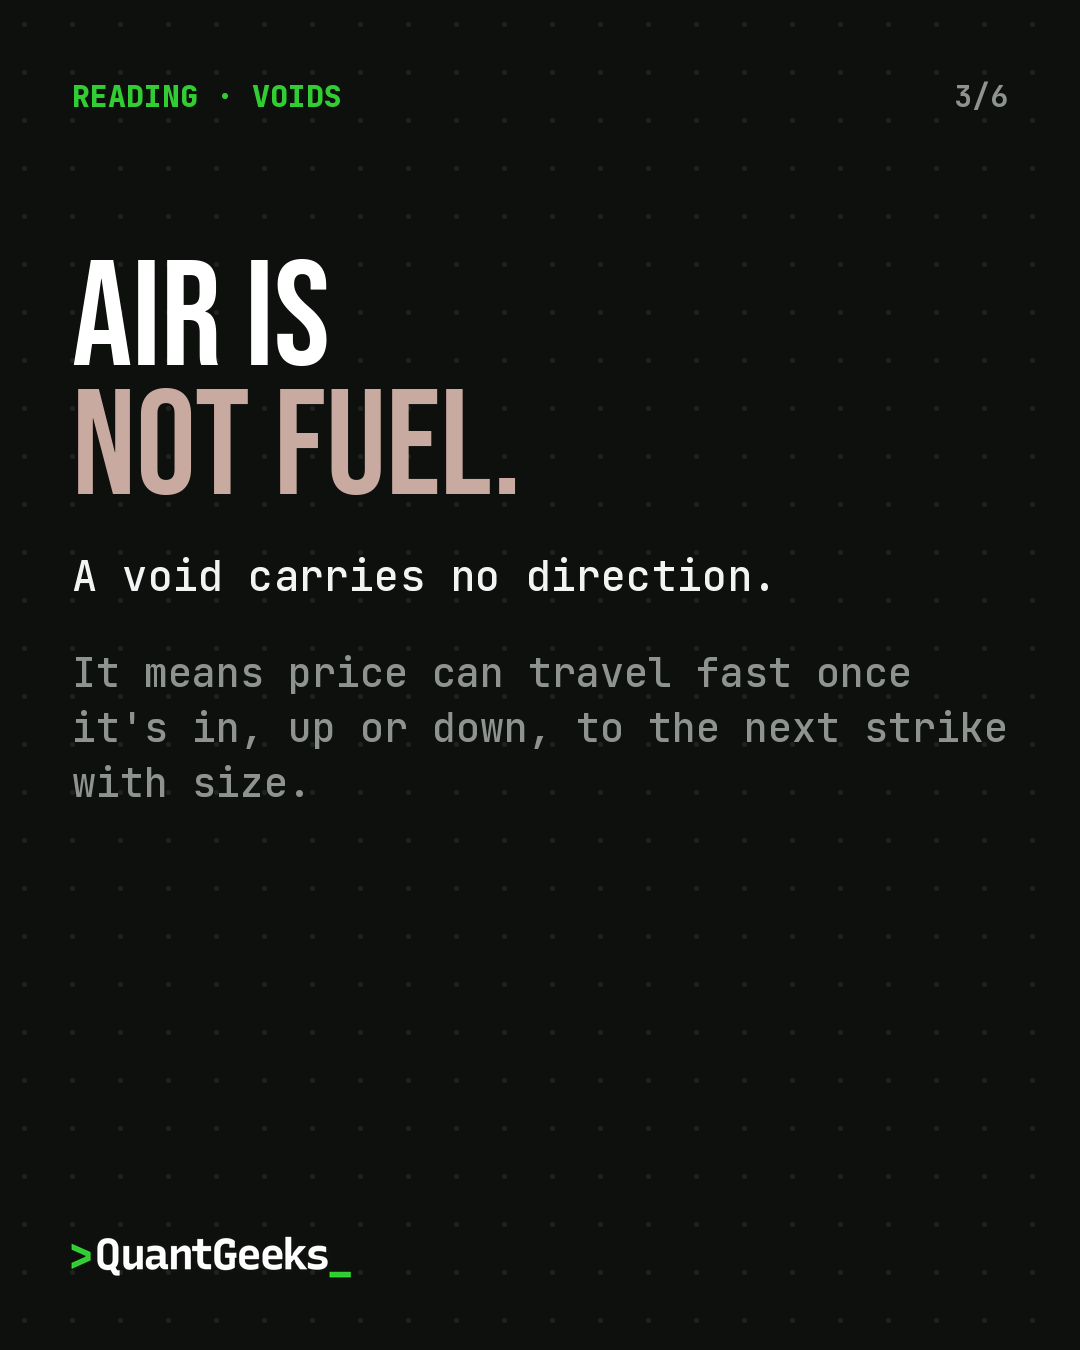 READING · VOIDS
3/6
AIR IS
NOT FUEL.
A void carries no direction.
It means price can travel fast once
it's in, up or down, to the next strike
with size.
>QuantGeeks_